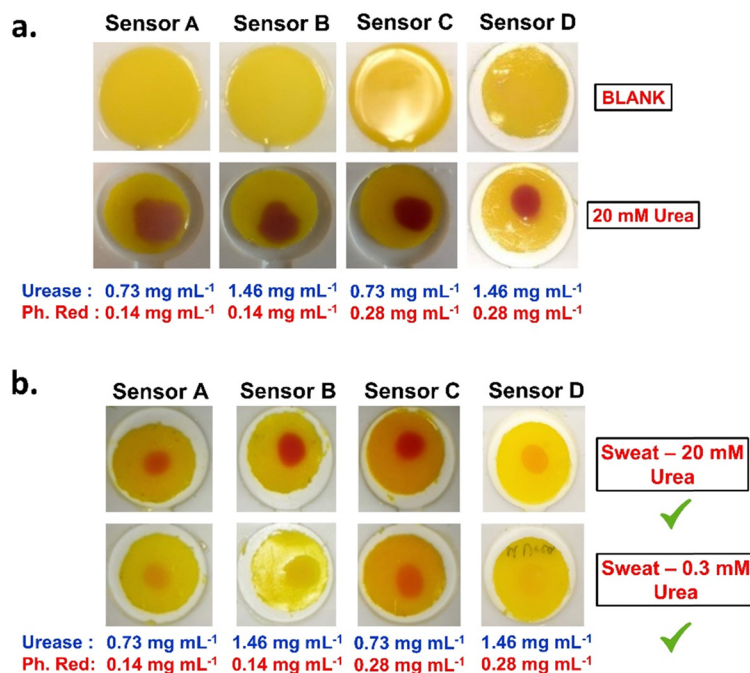 a.
Sensor A Sensor B Sensor C Sensor D
BLANK
20 mM Urea
Urease : 0.73 mg mL⁻¹ 1.46 mg mL⁻¹ 0.73 mg mL⁻¹ 1.46 mg mL⁻¹
Ph. Red : 0.14 mg mL⁻¹ 0.14 mg mL⁻¹ 0.28 mg mL⁻¹ 0.28 mg mL⁻¹
b.
Sensor A Sensor B Sensor C Sensor D
Sweat – 20 mM
Urea
Sweat – 0.3 mM
Urea
Urease : 0.73 mg mL⁻¹ 1.46 mg mL⁻¹ 0.73 mg mL⁻¹ 1.46 mg mL⁻¹
Ph. Red: 0.14 mg mL⁻¹ 0.14 mg mL⁻¹ 0.28 mg mL⁻¹ 0.28 mg mL⁻¹